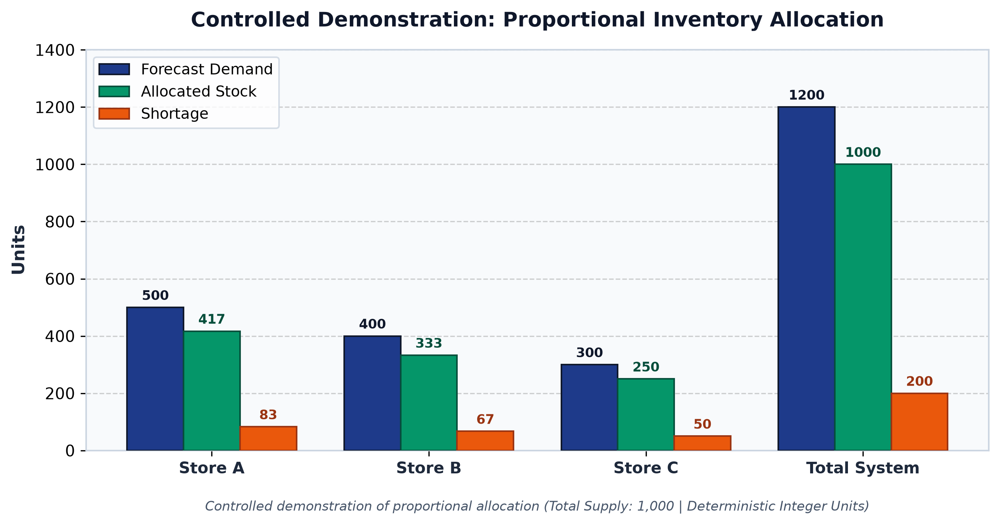 Controlled Demonstration: Proportional Inventory Allocation
1400
1200
1000
800
600
400
200
0
Units
Forecast Demand
Allocated Stock
Shortage
500
417
83
400
333
67
300
250
50
1200
1000
200
Store A
Store B
Store C
Total System
Controlled demonstration of proportional allocation (Total Supply: 1,000 | Deterministic Integer Units)